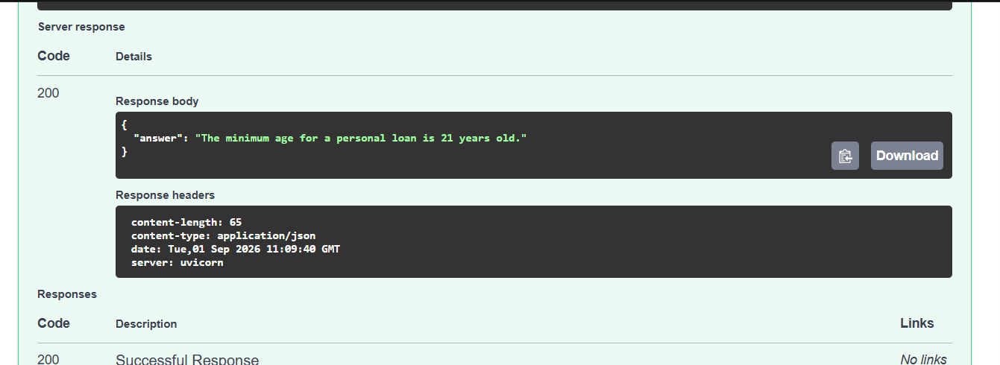 Server response
Code Details
200
Response body
{
"answer": "The minimum age for a personal loan is 21 years old."
}
Download
Response headers
content-length: 65
content-type: application/json
date: Tue,01 Sep 2026 11:09:40 GMT
server: uvicorn
Responses
Code Description Links
200 Successful Response No links